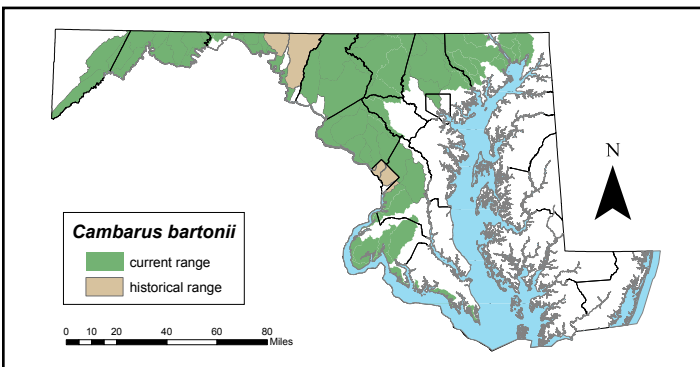 N
Cambarus bartonii
current range
historical range
0 10 20 40 60 80
Miles